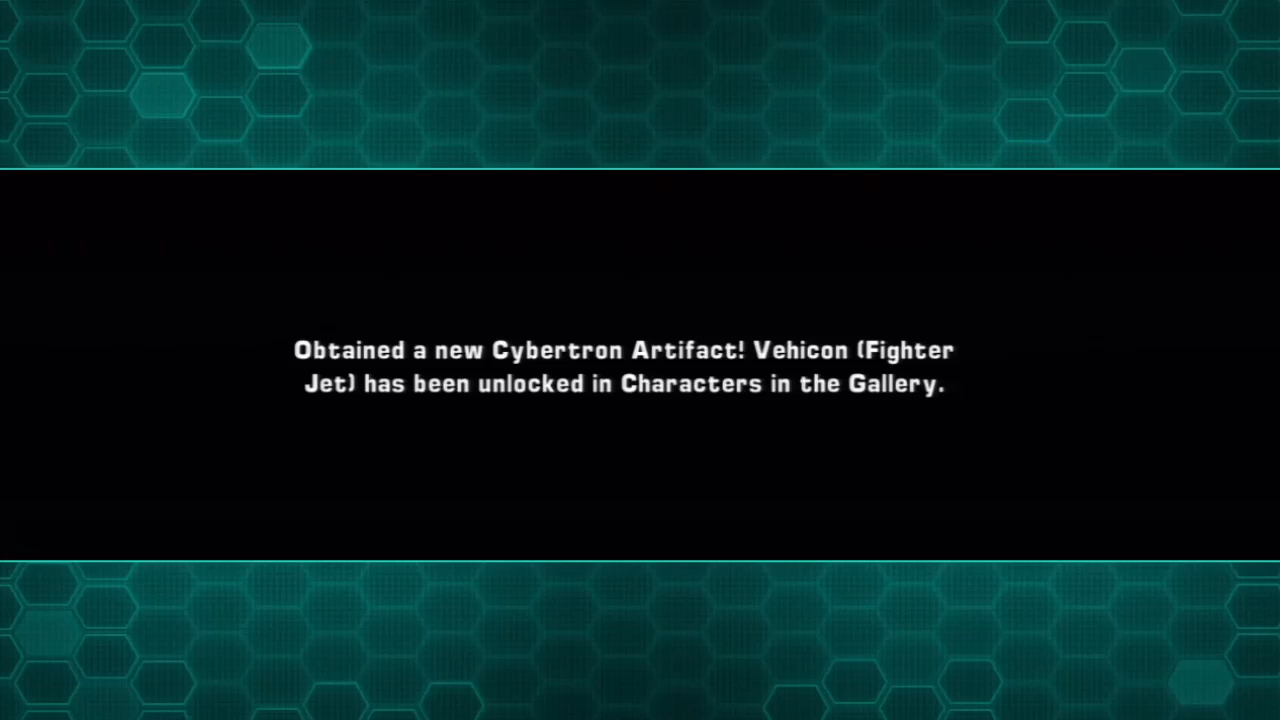 Obtained a new Cybertron Artifact! Vehicon (Fighter
Jet) has been unlocked in Characters in the Gallery.